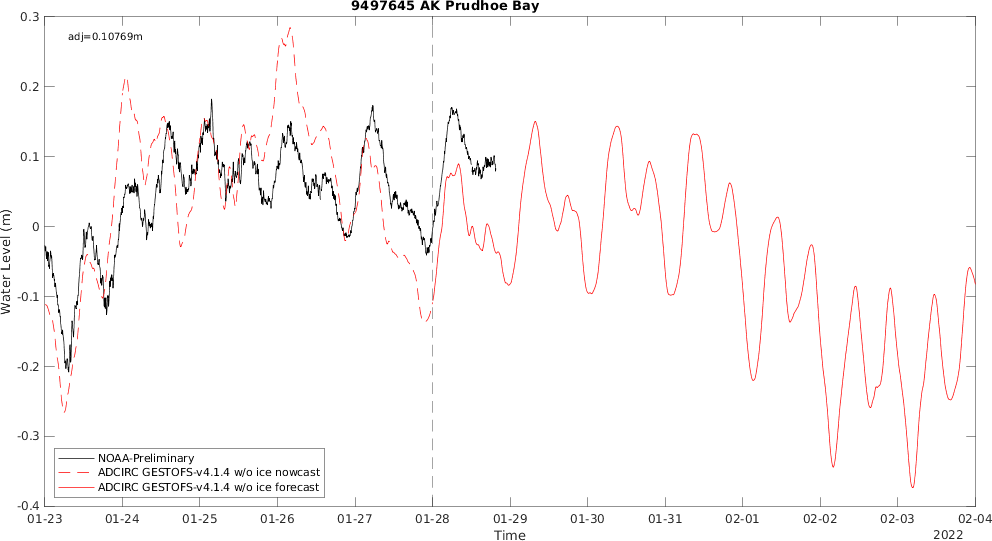 9497645 AK Prudhoe Bay
adj=0.10769m
0.3
0.2
0.1
0
-0.1
-0.2
-0.3
-0.4
Water Level (m)
NOAA-Preliminary
ADCIRC GESTOFS-v4.1.4 w/o ice nowcast
ADCIRC GESTOFS-v4.1.4 w/o ice forecast
01-23 01-24 01-25 01-26 01-27 01-28 01-29 01-30 01-31 02-01 02-02 02-03 02-04
Time
2022